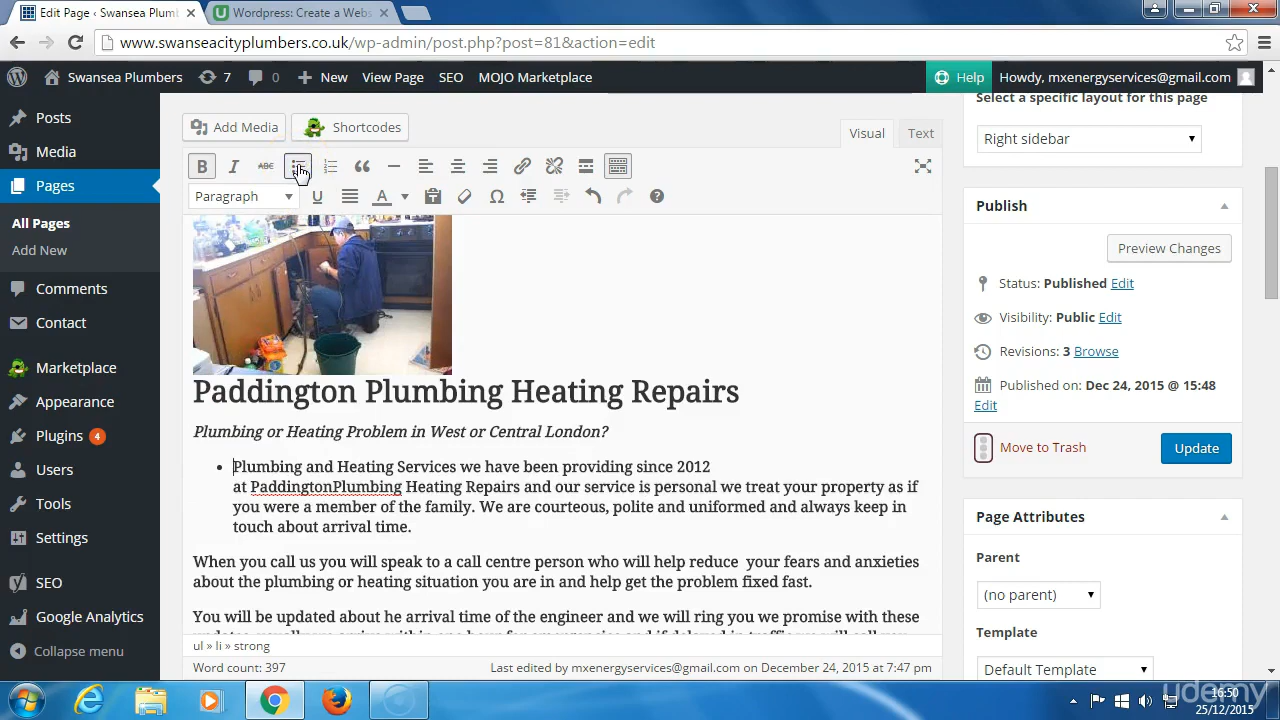 Edit Page ‹ Swansea Plumb
Wordpress: Create a Webs
www.swanseacityplumbers.co.uk/wp-admin/post.php?post=81&action=edit
Swansea Plumbers 7 0 New View Page SEO MOJO Marketplace Help Howdy, mxenergyservices@gmail.com
Posts
Media
Pages
All Pages
Add New
Comments
Contact
Marketplace
Appearance
Plugins 4
Users
Tools
Settings
SEO
Google Analytics
Collapse menu
Add Media Shortcodes Visual Text
B I ABC
Paragraph U A Ω
Paddington Plumbing Heating Repairs
Plumbing or Heating Problem in West or Central London?
Plumbing and Heating Services we have been providing since 2012
at PaddingtonPlumbing Heating Repairs and our service is personal we treat your property as if
you were a member of the family. We are courteous, polite and uniformed and always keep in
touch about arrival time.
When you call us you will speak to a call centre person who will help reduce  your fears and anxieties
about the plumbing or heating situation you are in and help get the problem fixed fast.
You will be updated about he arrival time of the engineer and we will ring you we promise with these
ul » li » strong
Word count: 397 Last edited by mxenergyservices@gmail.com on December 24, 2015 at 7:47 pm
Select a specific layout for this page
Right sidebar
Publish
Preview Changes
Status: Published Edit
Visibility: Public Edit
Revisions: 3 Browse
Published on: Dec 24, 2015 @ 15:48
Edit
Move to Trash Update
Page Attributes
Parent
(no parent)
Template
Default Template
udemy
16:50
25/12/2015